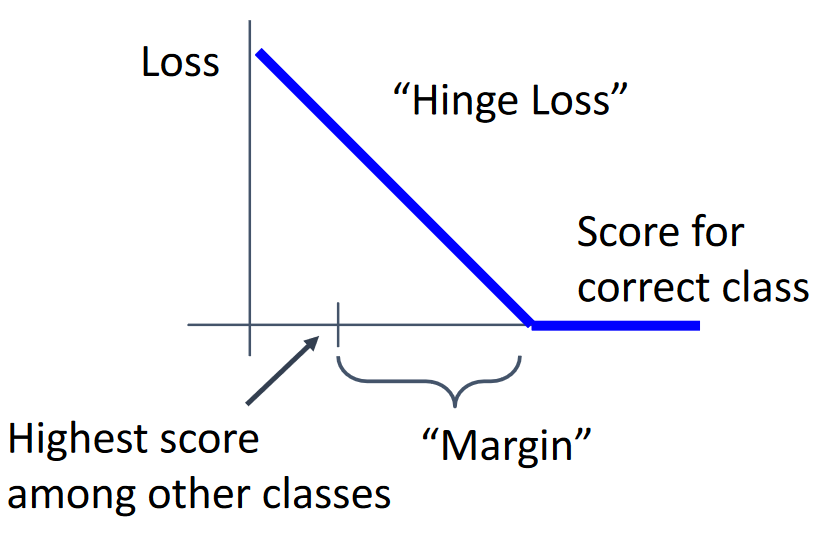 Loss
“Hinge Loss”
Score for
correct class
Highest score
among other classes
“Margin”